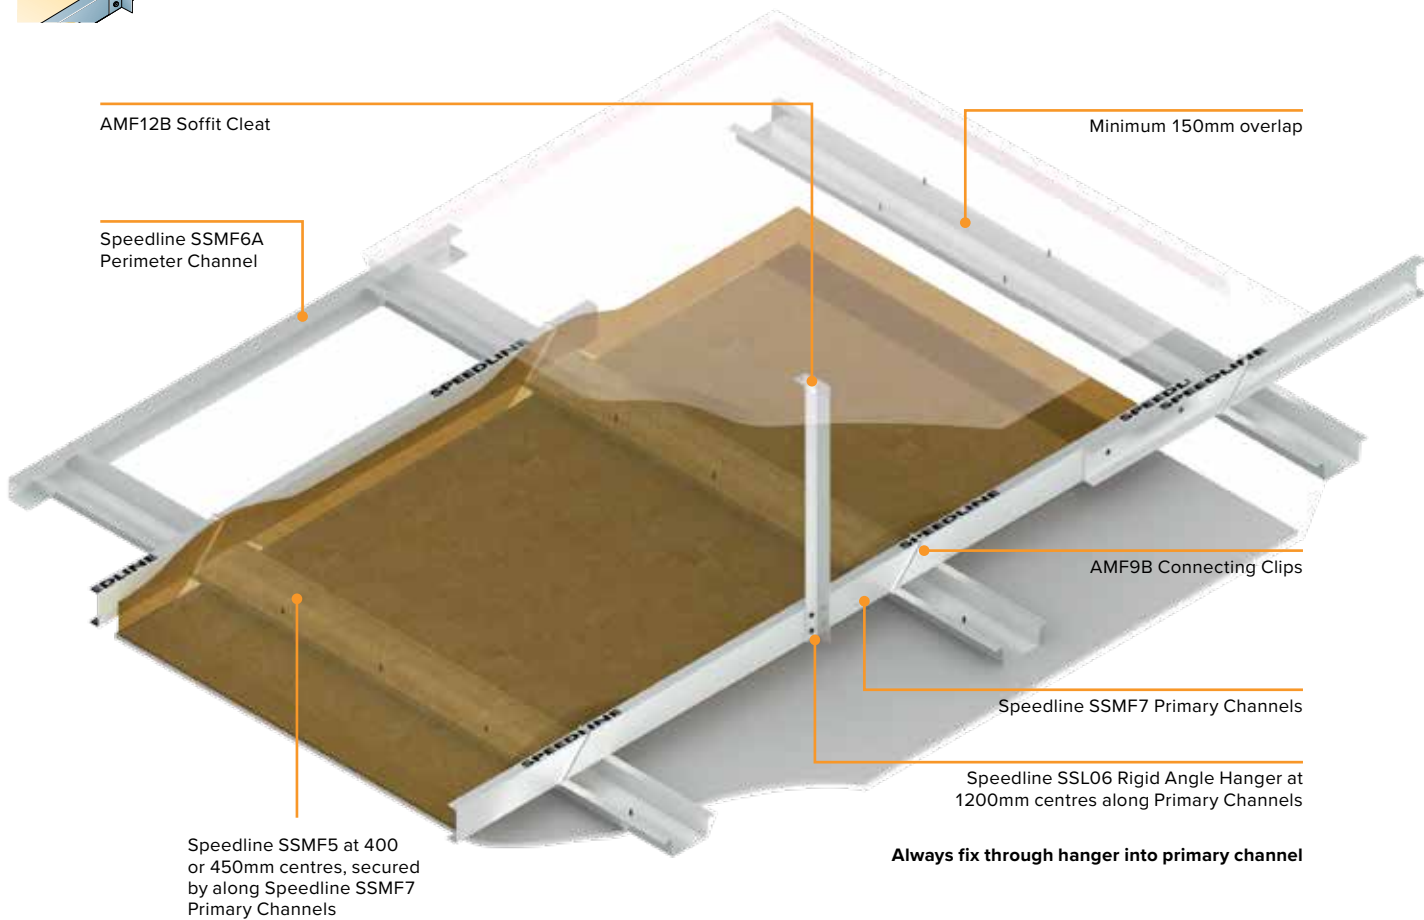 AMF12B Soffit Cleat
Minimum 150mm overlap
Speedline SSMF6A
Perimeter Channel
SPEEDLINE
SPEEDL
SPEEDLINE
SPEEDLINE
EDLINE
AMF9B Connecting Clips
Speedline SSMF7 Primary Channels
SPEEDLINE
Speedline SSL06 Rigid Angle Hanger at
1200mm centres along Primary Channels
Speedline SSMF5 at 400
or 450mm centres, secured
by along Speedline SSMF7
Primary Channels
Always fix through hanger into primary channel